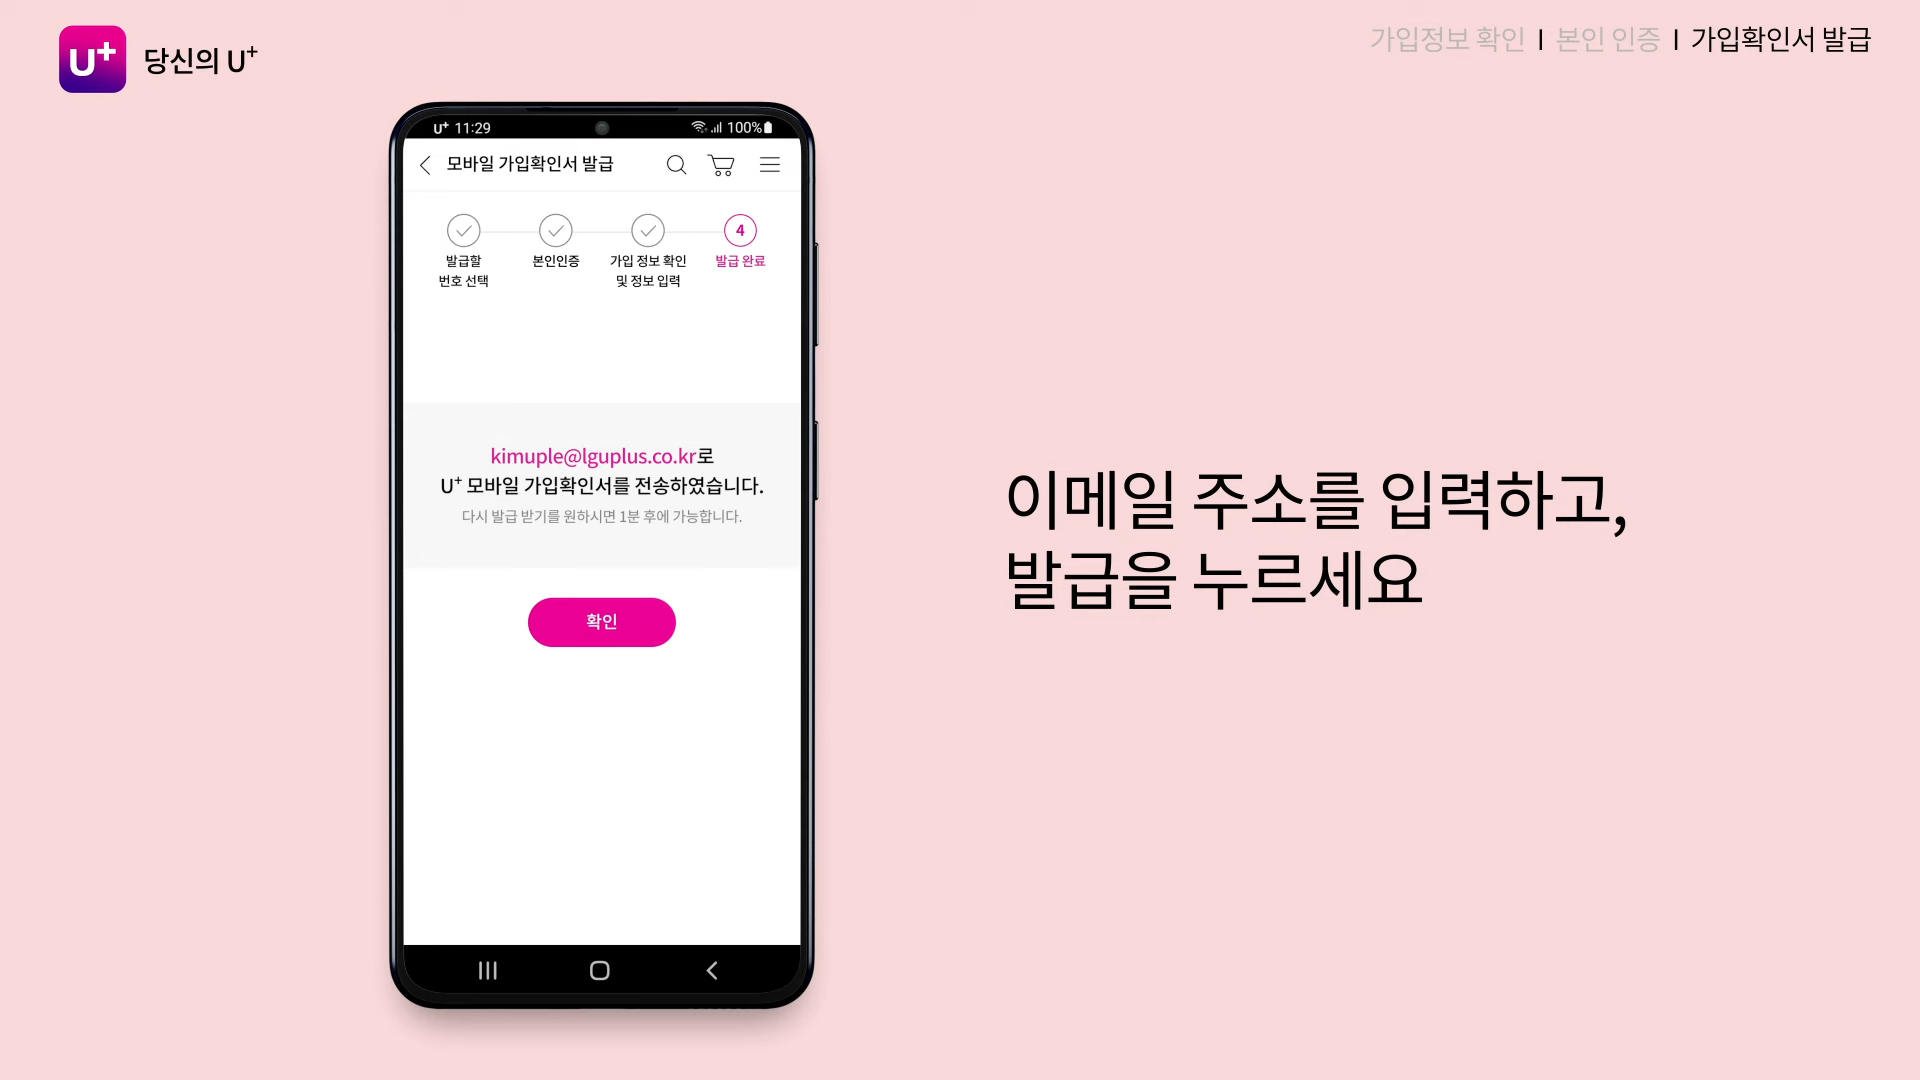 U+ 당신의 U+
가입정보 확인 | 본인 인증 | 가입확인서 발급
U+ 11:29 100%
모바일 가입확인서 발급
4
발급할
번호 선택
본인인증
가입 정보 확인
및 정보 입력
발급 완료
kimuple@lguplus.co.kr로
U+ 모바일 가입확인서를 전송하였습니다.
다시 발급 받기를 원하시면 1분 후에 가능합니다.
확인
이메일 주소를 입력하고,
발급을 누르세요